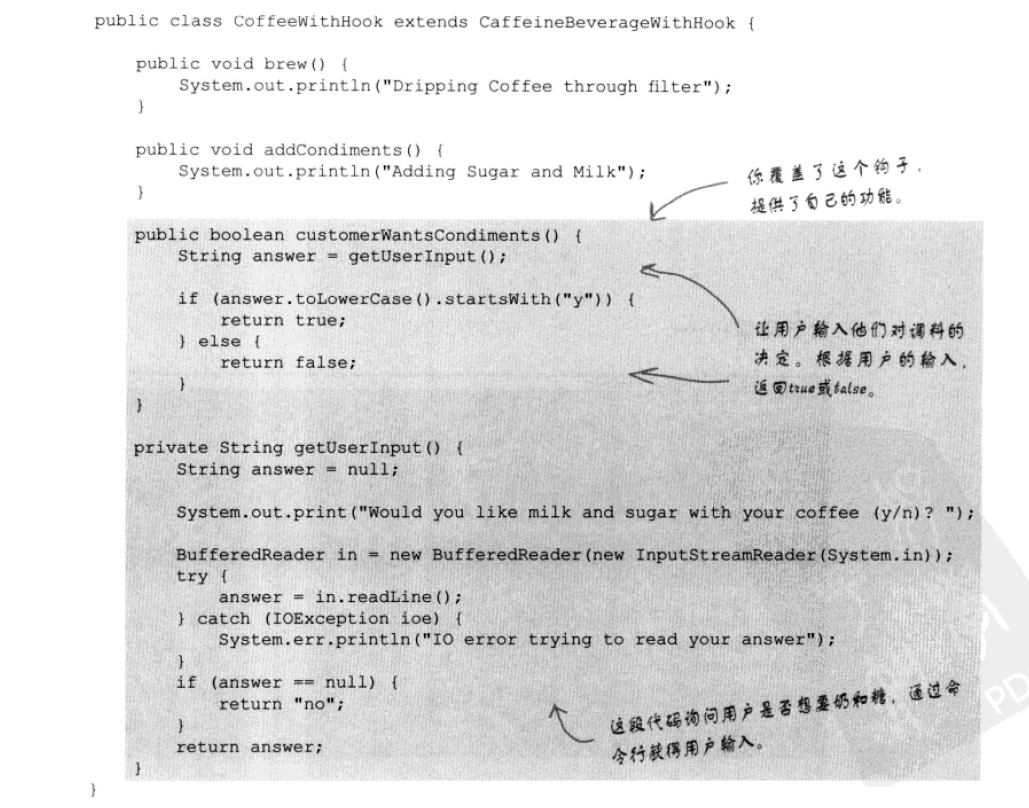 public class CoffeeWithHook extends CaffeineBeverageWithHook {
    public void brew() {
        System.out.println("Dripping Coffee through filter");
    }
    public void addCondiments() {
        System.out.println("Adding Sugar and Milk");
    }
你覆盖了这个钩子，
提供了自己的功能。
    public boolean customerWantsCondiments() {
        String answer = getUserInput();
        if (answer.toLowerCase().startsWith("y")) {
            return true;
        } else {
            return false;
        }
    }
让用户输入他们对调料的
决定。根据用户的输入，
返回true或false。
    private String getUserInput() {
        String answer = null;
        System.out.print("Would you like milk and sugar with your coffee (y/n)? ");
        BufferedReader in = new BufferedReader(new InputStreamReader(System.in));
        try {
            answer = in.readLine();
        } catch (IOException ioe) {
            System.err.println("IO error trying to read your answer");
        }
        if (answer == null) {
            return "no";
        }
        return answer;
    }
这段代码询问用户是否想要奶和糖，通过命
令行获得用户输入。
}
PD